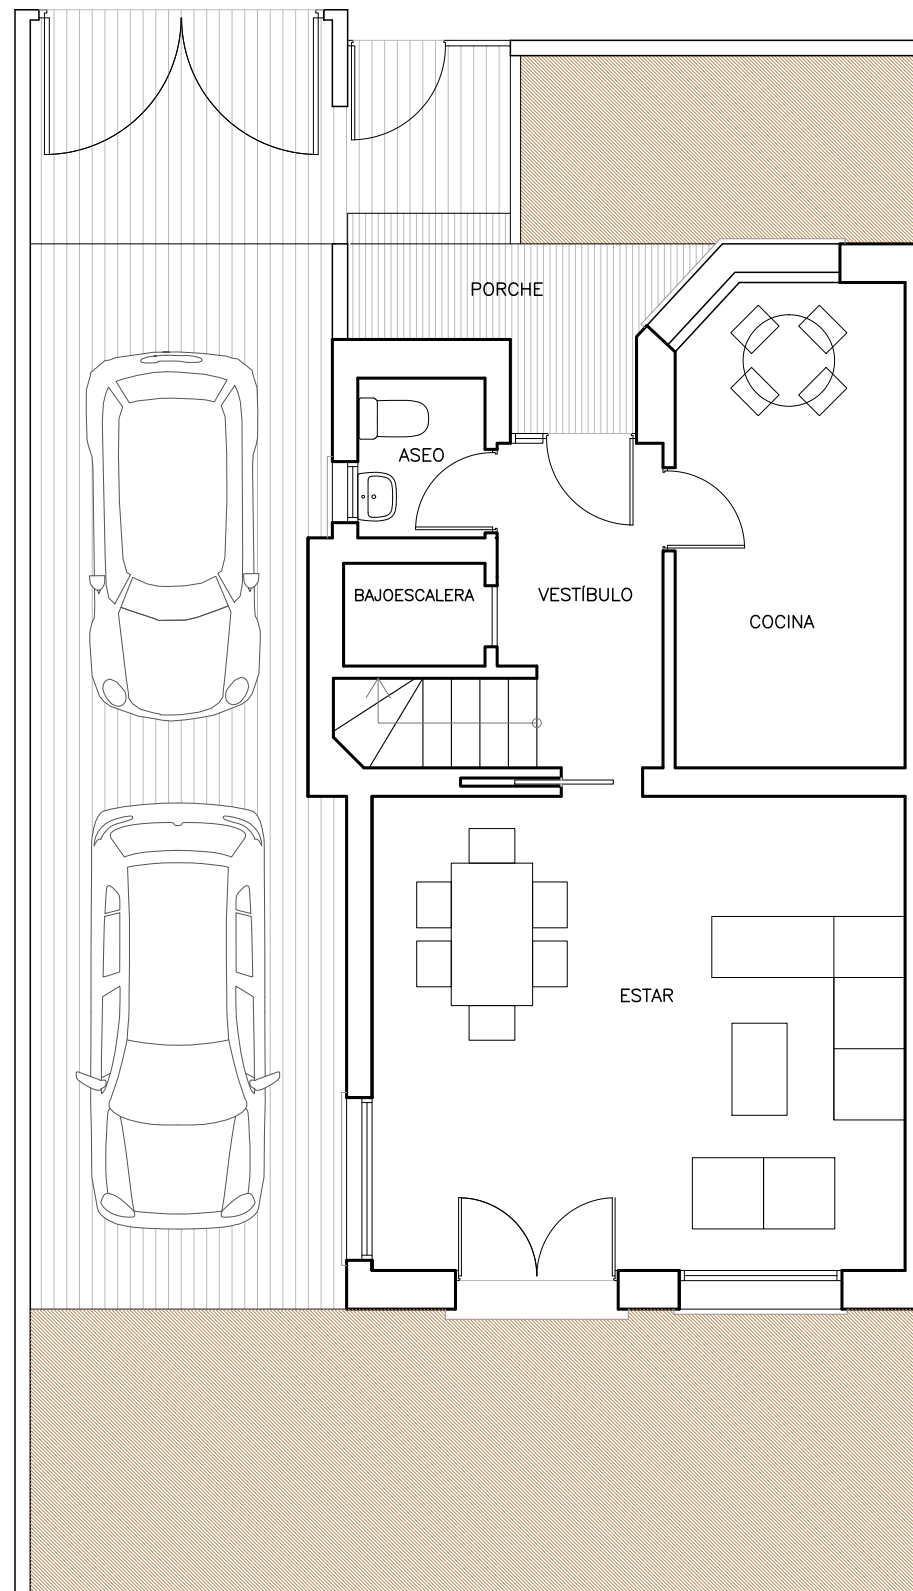 PORCHE
ASEO
BAJOESCALERA
VESTÍBULO
COCINA
ESTAR